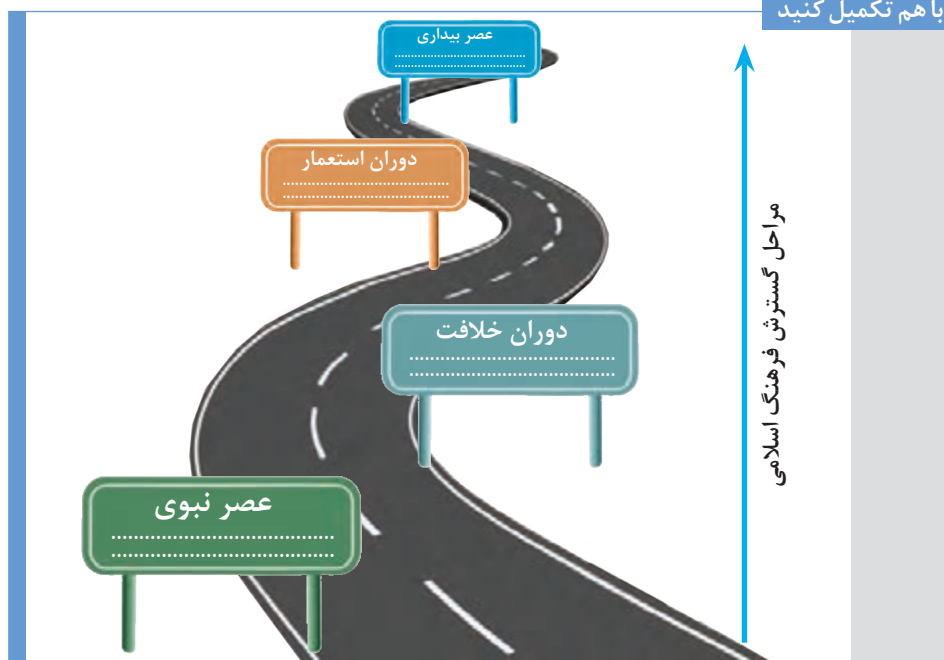 با هم تکمیل کنید
عصر بیداری
دوران استعمار
دوران خلافت
عصر نبوی
مراحل گسترش فرهنگ اسلامی